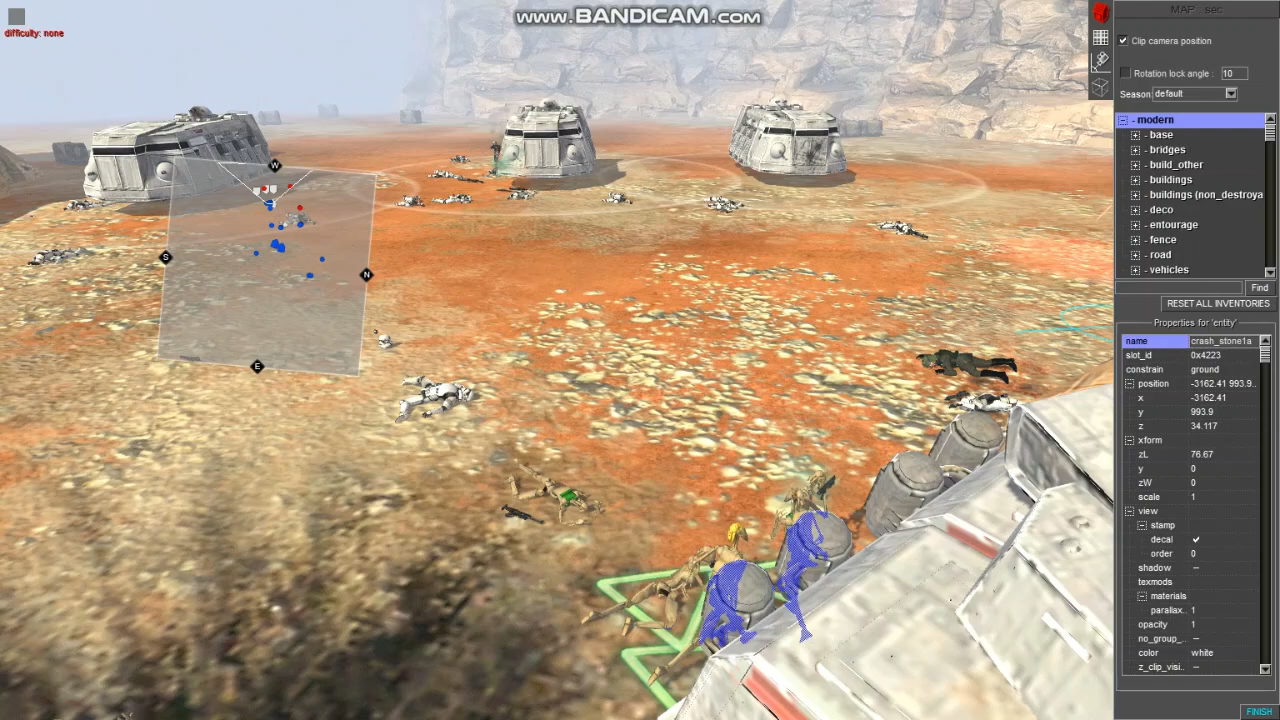 www.BANDICAM.com
difficulty: none
W
S
N
E
MAP : sec
Clip camera position
Rotation lock angle : 10
Season: default
- modern
- base
- bridges
- build_other
- buildings
- buildings (non_destroya
- deco
- entourage
- fence
- road
- vehicles
Find
RESET ALL INVENTORIES
Properties for 'entity'
name crash_stone1a
slot_id 0x4223
constrain ground
position -3162.41 993.9..
x -3162.41
y 993.9
z 34.117
xform
zL 76.67
y 0
zW 0
scale 1
view
stamp
decal
order 0
shadow —
texmods
materials
parallax.. 1
opacity 1
no_group_.. —
color white
z_clip_visi.. —
FINISH